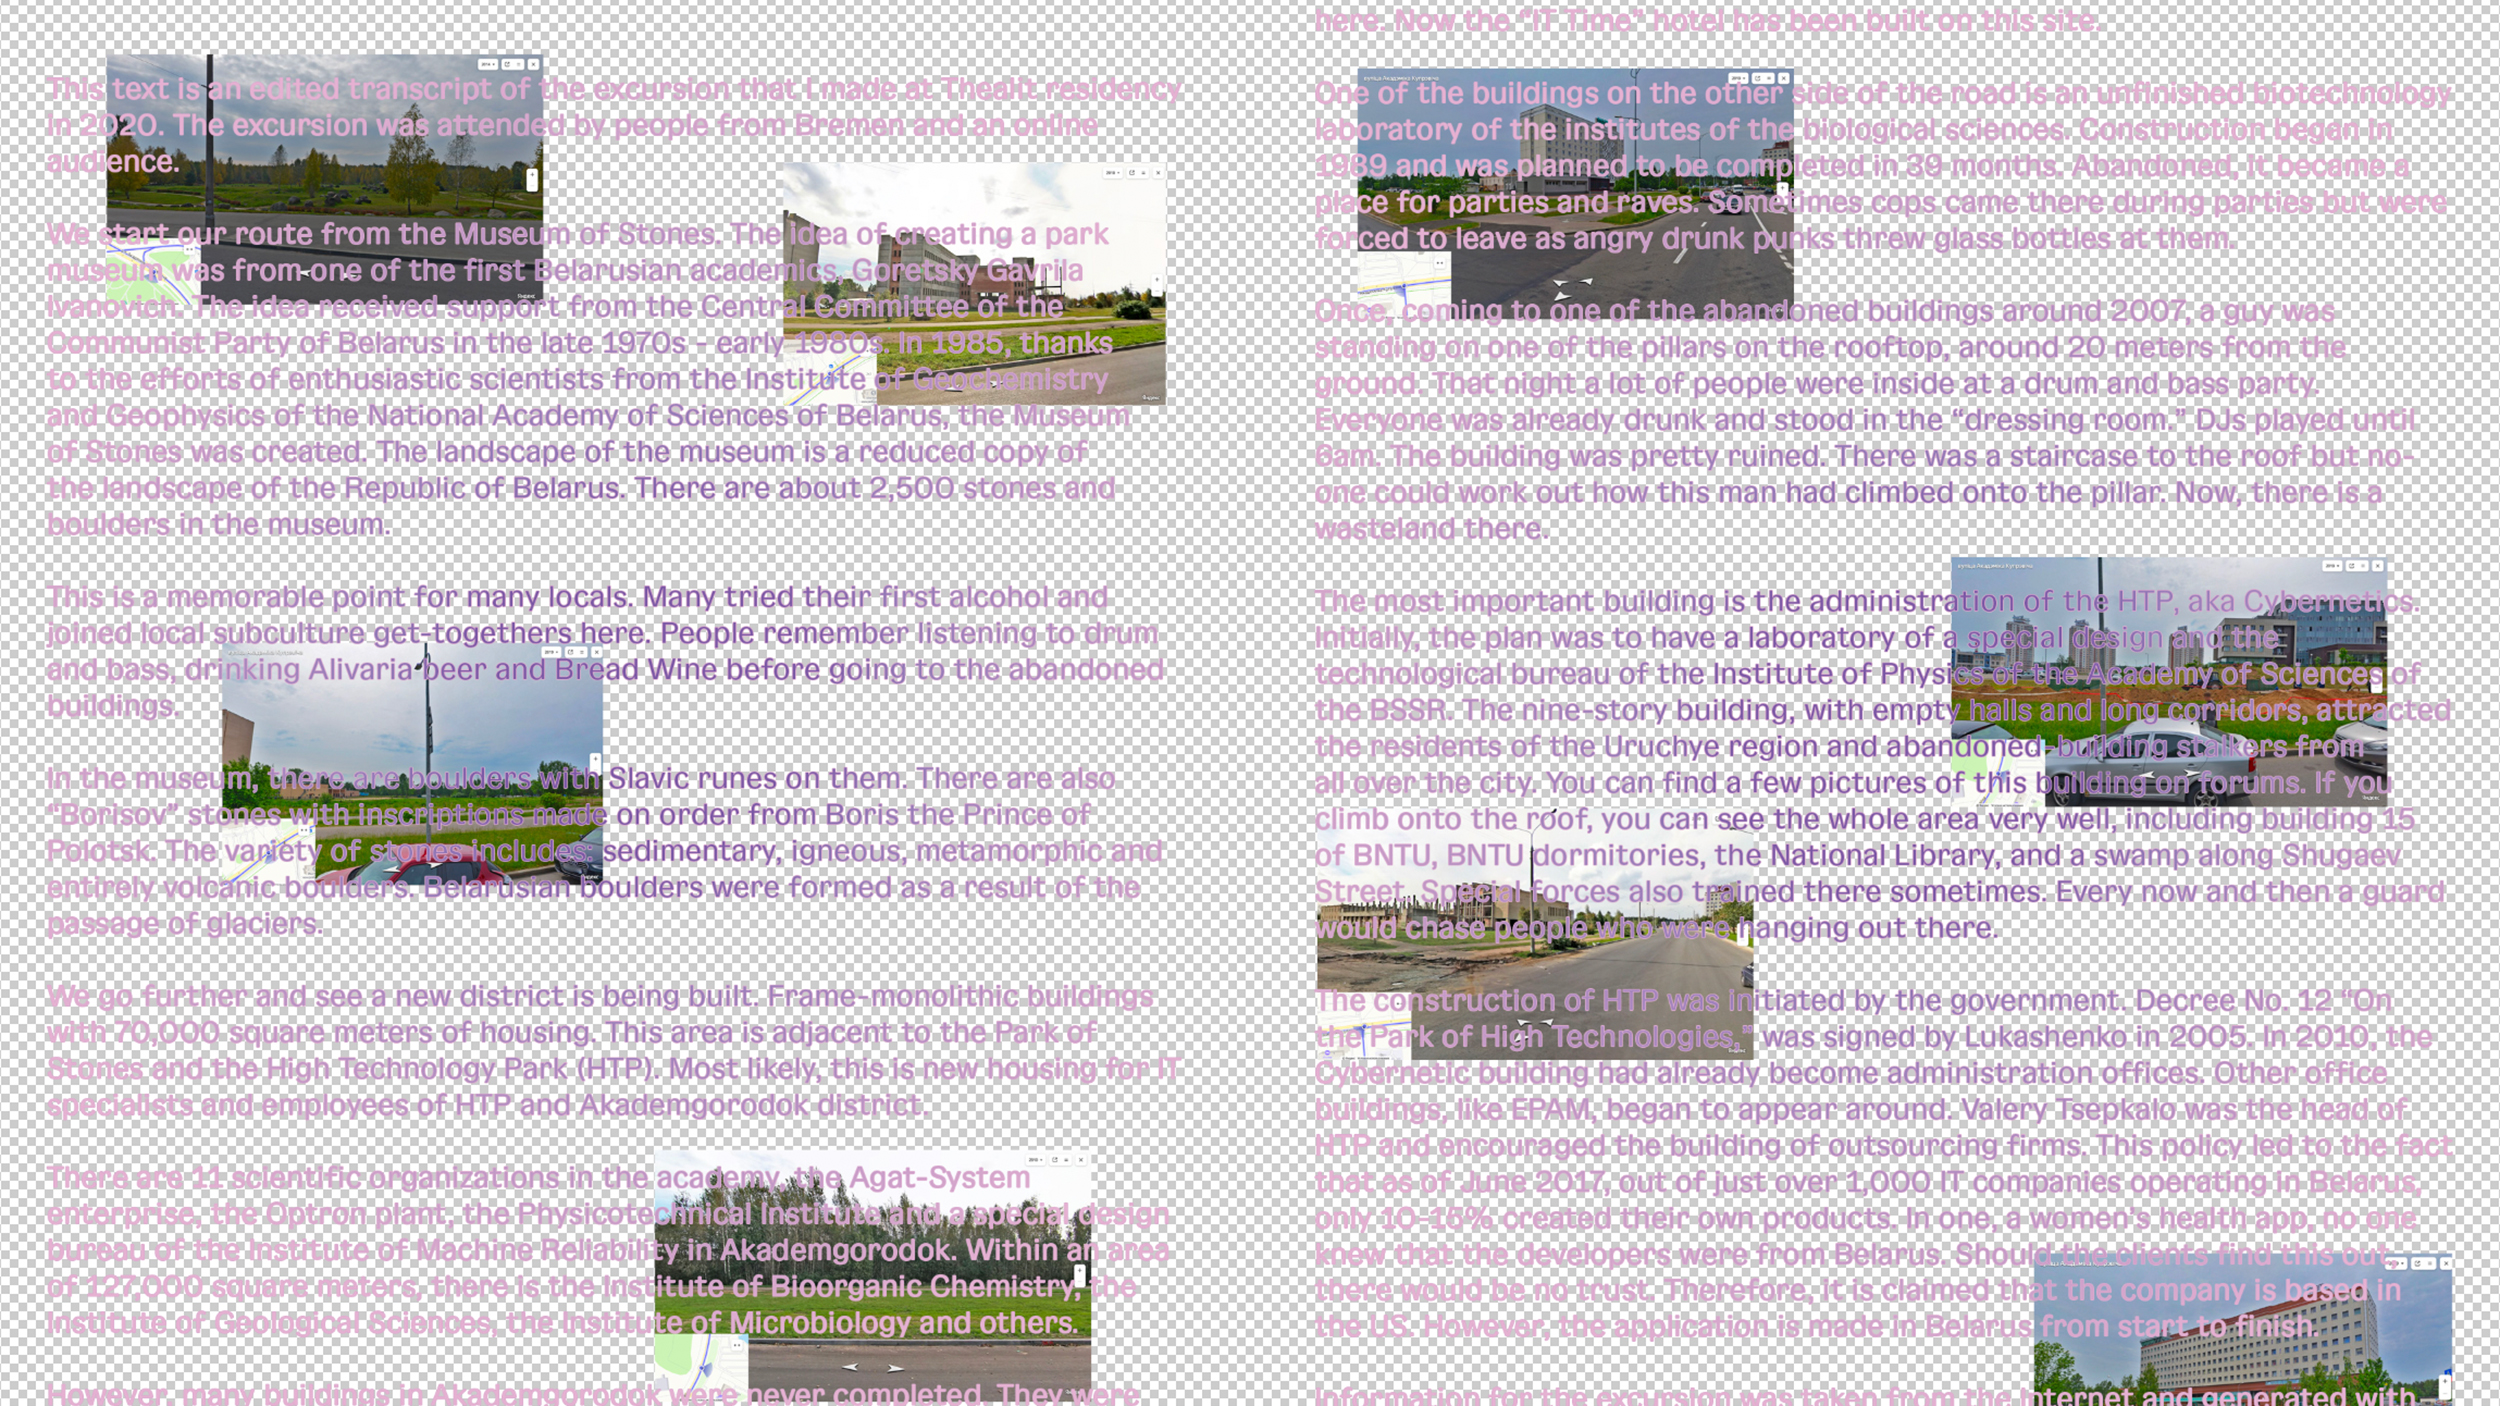 This text is an edited transcript of the excursion that I made at Thealit residency
in 2020. The excursion was attended by people from Bremen and an online
audience.
We start our route from the Museum of Stones. The idea of creating a park
museum was from one of the first Belarusian academics, Goretsky Gavrila
Ivanovich. The idea received support from the Central Committee of the
Communist Party of Belarus in the late 1970s - early 1980s. In 1985, thanks
to the efforts of enthusiastic scientists from the Institute of Geochemistry
and Geophysics of the National Academy of Sciences of Belarus, the Museum
of Stones was created. The landscape of the museum is a reduced copy of
the landscape of the Republic of Belarus. There are about 2,500 stones and
boulders in the museum.
This is a memorable point for many locals. Many tried their first alcohol and
joined local subculture get-togethers here. People remember listening to drum
and bass, drinking Alivaria beer and Bread Wine before going to the abandoned
buildings.
In the museum, there are boulders with Slavic runes on them. There are also
“Borisov” stones with inscriptions made on order from Boris the Prince of
Polotsk. The variety of stones includes: sedimentary, igneous, metamorphic and
entirely volcanic boulders. Belarusian boulders were formed as a result of the
passage of glaciers.
We go further and see a new district is being built. Frame-monolithic buildings
with 70,000 square meters of housing. This area is adjacent to the Park of
Stones and the High Technology Park (HTP). Most likely, this is new housing for IT
specialists and employees of HTP and Akademgorodok district.
There are 11 scientific organizations in the academy, the Agat-System
enterprise, the Optron plant, the Physicotechnical Institute and a special design
bureau of the Institute of Machine Reliability in Akademgorodok. Within an area
of 127,000 square meters, there is the Institute of Bioorganic Chemistry, the
Institute of Geological Sciences, the Institute of Microbiology and others.
However, many buildings in Akademgorodok were never completed. They were
here. Now the “IT Time” hotel has been built on this site.
One of the buildings on the other side of the road is an unfinished biotechnology
laboratory of the institutes of the biological sciences. Construction began in
1989 and was planned to be completed in 39 months. Abandoned, it became a
place for parties and raves. Sometimes cops came there during parties but were
forced to leave as angry drunk punks threw glass bottles at them.
Once, coming to one of the abandoned buildings around 2007, a guy was
standing on one of the pillars on the rooftop, around 20 meters from the
ground. That night a lot of people were inside at a drum and bass party.
Everyone was already drunk and stood in the “dressing room.” DJs played until
6am. The building was pretty ruined. There was a staircase to the roof but no-
one could work out how this man had climbed onto the pillar. Now, there is a
wasteland there.
The most important building is the administration of the HTP, aka Cybernetics.
Initially, the plan was to have a laboratory of a special design and the
technological bureau of the Institute of Physics of the Academy of Sciences of
the BSSR. The nine-story building, with empty halls and long corridors, attracted
the residents of the Uruchye region and abandoned-building stalkers from
all over the city. You can find a few pictures of this building on forums. If you
climb onto the roof, you can see the whole area very well, including building 15
of BNTU, BNTU dormitories, the National Library, and a swamp along Shugaev
Street. Special forces also trained there sometimes. Every now and then a guard
would chase people who were hanging out there.
The construction of HTP was initiated by the government. Decree No. 12 “On
the Park of High Technologies,” was signed by Lukashenko in 2005. In 2010, the
Cybernetic building had already become administration offices. Other office
buildings, like EPAM, began to appear around. Valery Tsepkalo was the head of
HTP and encouraged the building of outsourcing firms. This policy led to the fact
that as of June 2017, out of just over 1,000 IT companies operating in Belarus,
only 10-15% created their own products. In one, a women’s health app, no one
knew that the developers were from Belarus. Should the clients find this out,
there would be no trust. Therefore, it is claimed that the company is based in
the US. However, the application is made in Belarus from start to finish.
Information for the excursion was taken from the Internet and generated with